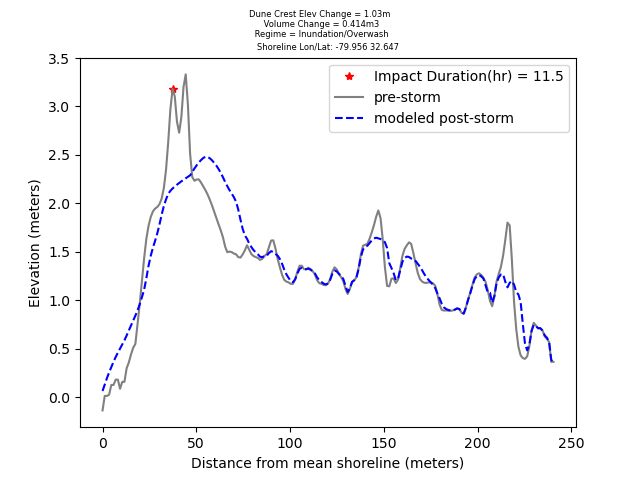 Dune Crest Elev Change = 1.03m
Volume Change = 0.414m3
Regime = Inundation/Overwash
Shoreline Lon/Lat: -79.956 32.647
Impact Duration(hr) = 11.5
pre-storm
modeled post-storm
3.5
3.0
2.5
2.0
1.5
1.0
0.5
0.0
Elevation (meters)
0 50 100 150 200 250
Distance from mean shoreline (meters)